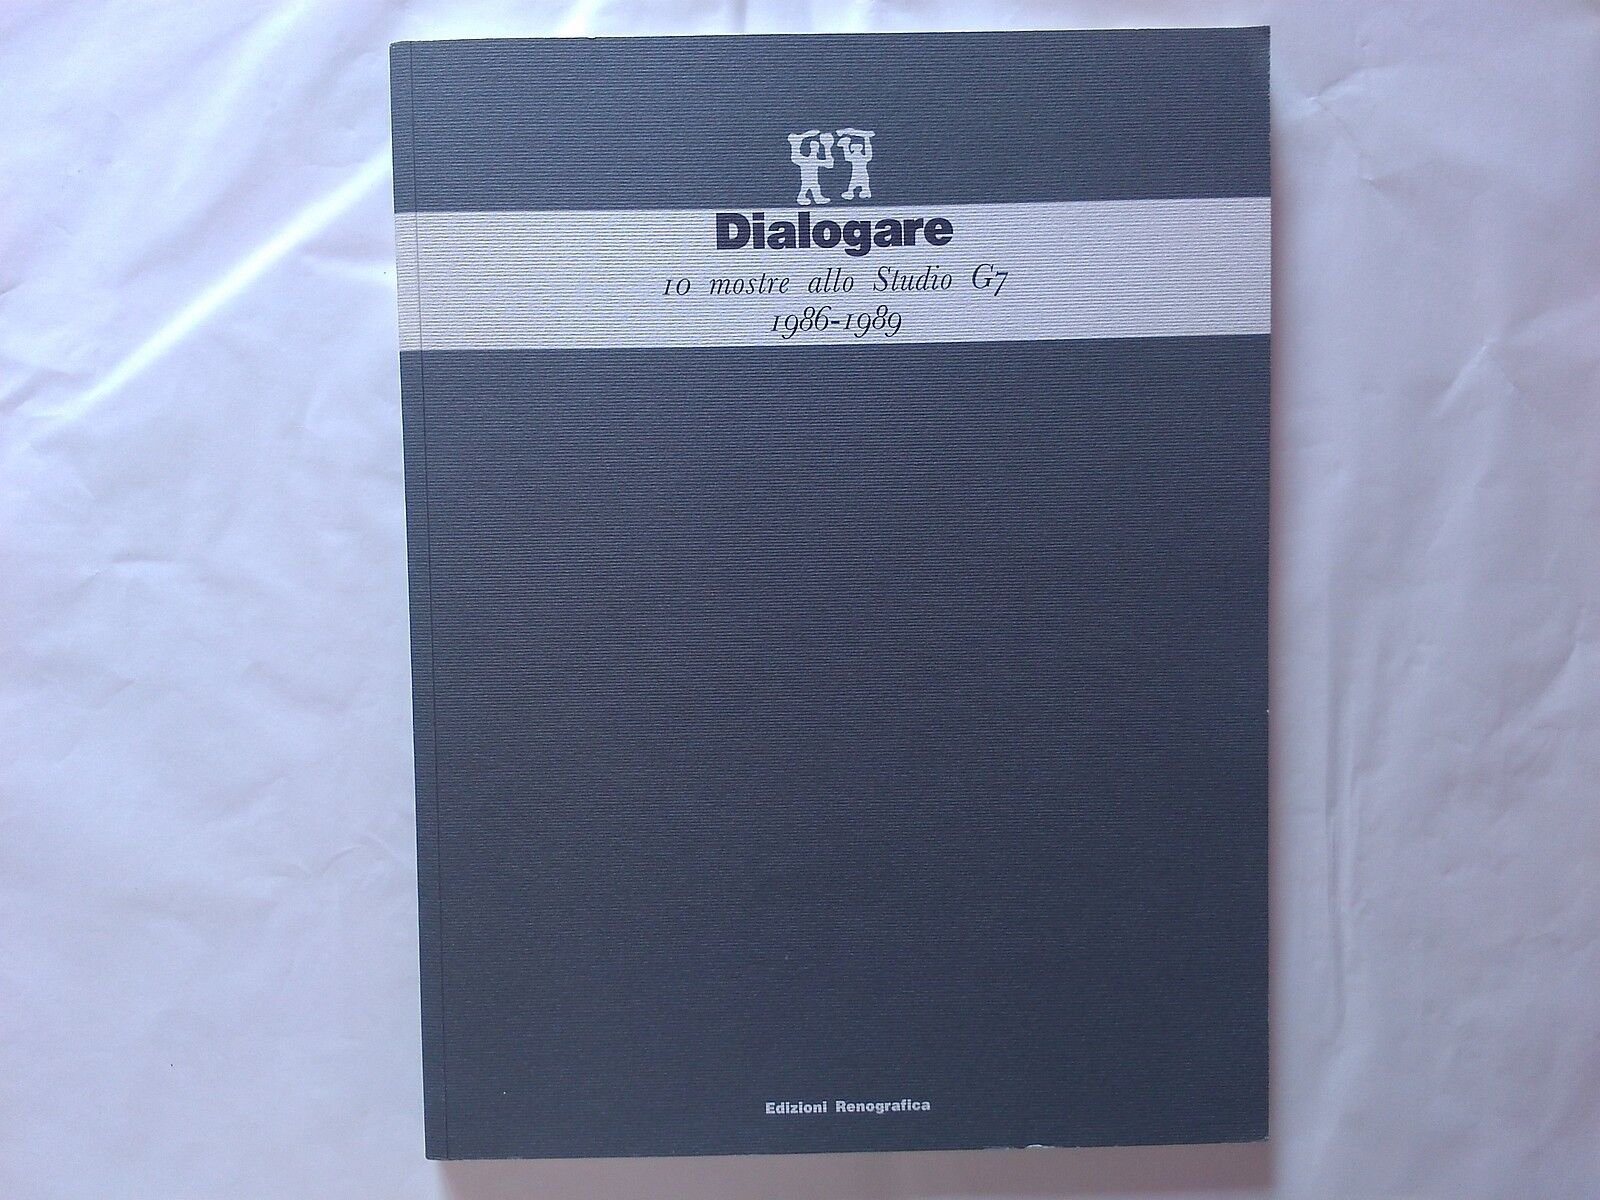 Dialogare
10 mostre allo Studio G7
1986-1989
Edizioni Renografica